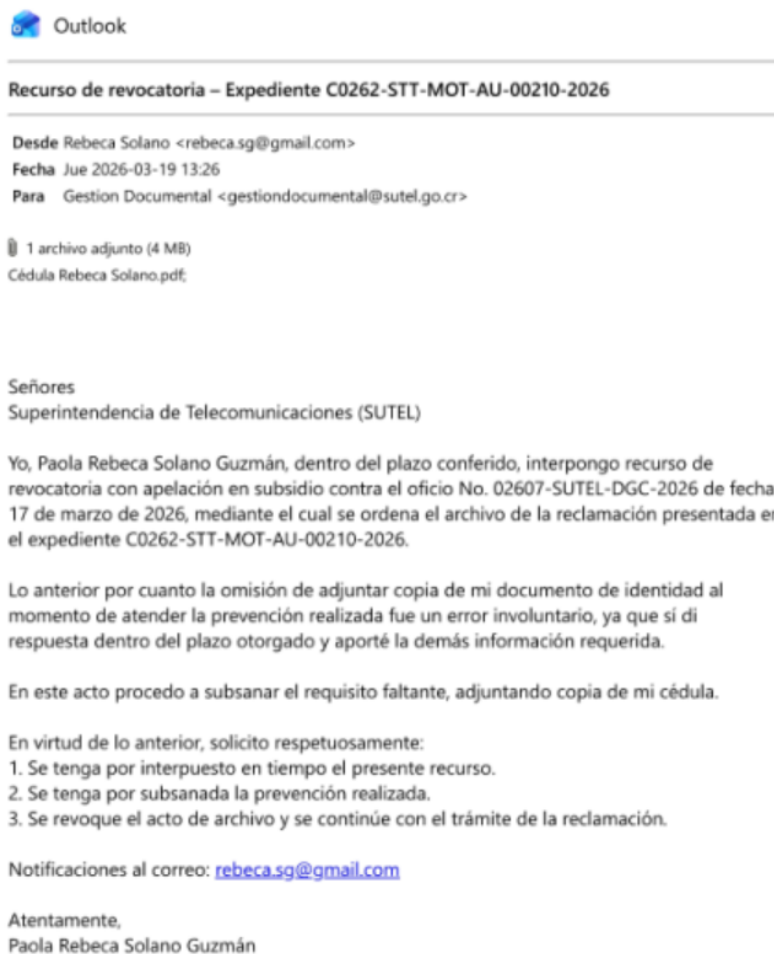 Outlook
Recurso de revocatoria – Expediente C0262-STT-MOT-AU-00210-2026
Desde Rebeca Solano <rebeca.sg@gmail.com>
Fecha Jue 2026-03-19 13:26
Para Gestion Documental <gestiondocumental@sutel.go.cr>
1 archivo adjunto (4 MB)
Cédula Rebeca Solano.pdf;
Señores
Superintendencia de Telecomunicaciones (SUTEL)
Yo, Paola Rebeca Solano Guzmán, dentro del plazo conferido, interpongo recurso de
revocatoria con apelación en subsidio contra el oficio No. 02607-SUTEL-DGC-2026 de fecha
17 de marzo de 2026, mediante el cual se ordena el archivo de la reclamación presentada en
el expediente C0262-STT-MOT-AU-00210-2026.
Lo anterior por cuanto la omisión de adjuntar copia de mi documento de identidad al
momento de atender la prevención realizada fue un error involuntario, ya que sí di
respuesta dentro del plazo otorgado y aporté la demás información requerida.
En este acto procedo a subsanar el requisito faltante, adjuntando copia de mi cédula.
En virtud de lo anterior, solicito respetuosamente:
1. Se tenga por interpuesto en tiempo el presente recurso.
2. Se tenga por subsanada la prevención realizada.
3. Se revoque el acto de archivo y se continúe con el trámite de la reclamación.
Notificaciones al correo: rebeca.sg@gmail.com
Atentamente,
Paola Rebeca Solano Guzmán